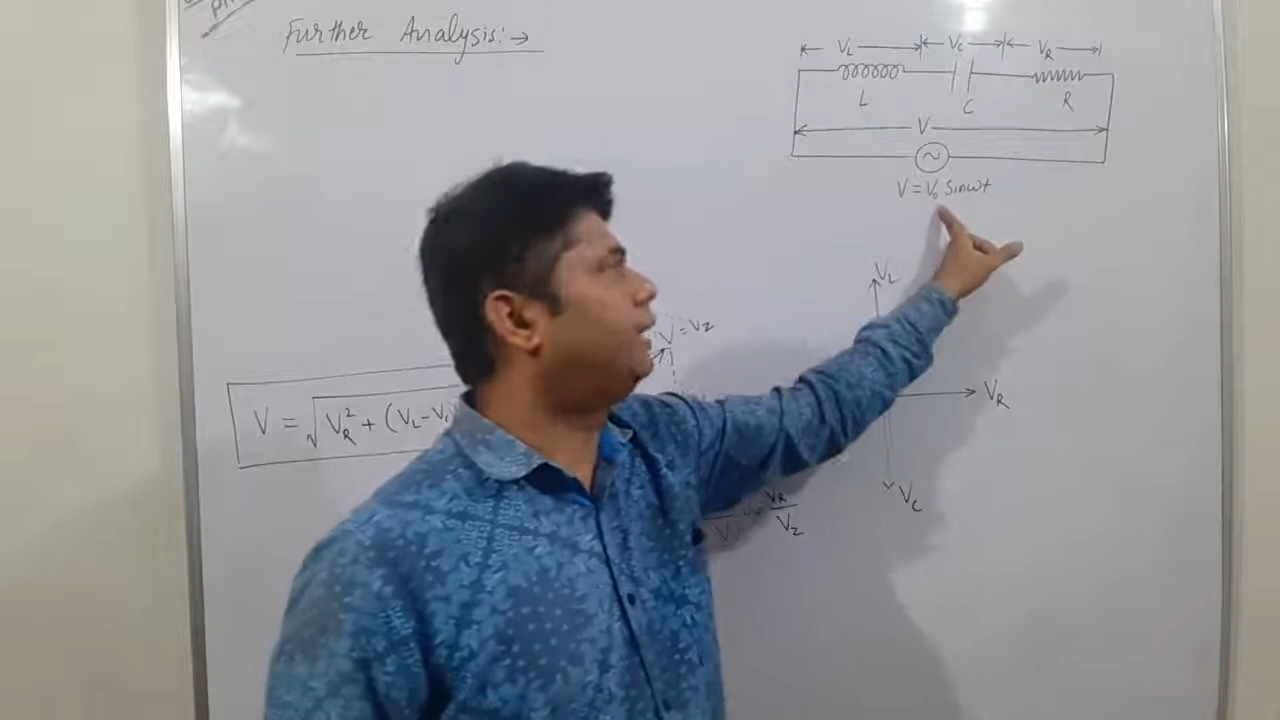 Further Analysis:→
V_L V_C V_R
L C R
V
~
V = V₀ Sinωt
V_L
V = V_Z
V = √V_R² + (V_L - V
V_R
V_C
V_R
V_Z